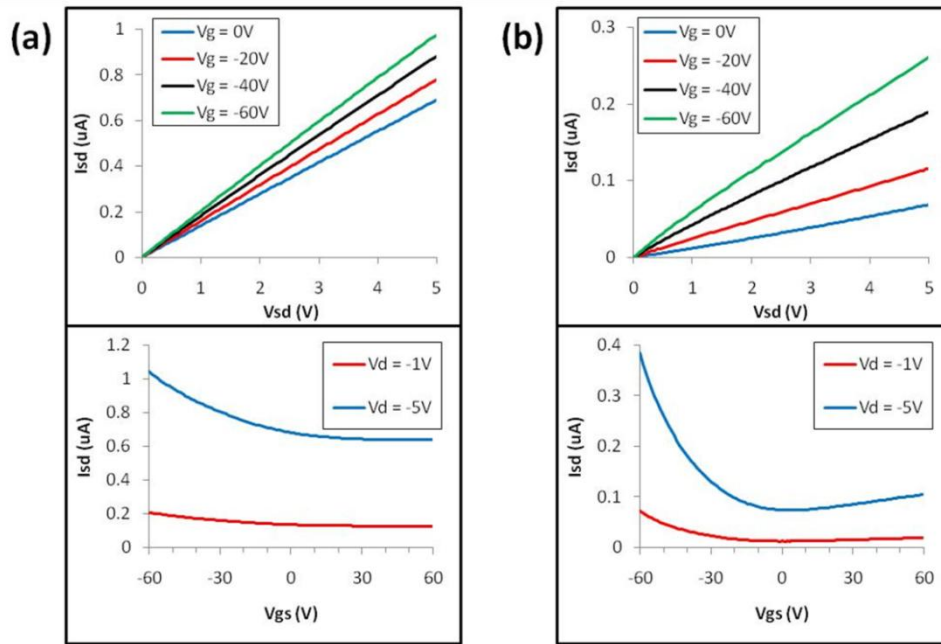 (a)
1
0.8
0.6
0.4
0.2
0
Isd (uA)
Vg = 0V
Vg = -20V
Vg = -40V
Vg = -60V
0 1 2 3 4 5
Vsd (V)
1.2
1
0.8
0.6
0.4
0.2
0
Isd (uA)
Vd = -1V
Vd = -5V
-60 -30 0 30 60
Vgs (V)
(b)
0.3
0.2
0.1
0
Isd (uA)
Vg = 0V
Vg = -20V
Vg = -40V
Vg = -60V
0 1 2 3 4 5
Vsd (V)
0.4
0.3
0.2
0.1
0
Isd (uA)
Vd = -1V
Vd = -5V
-60 -30 0 30 60
Vgs (V)